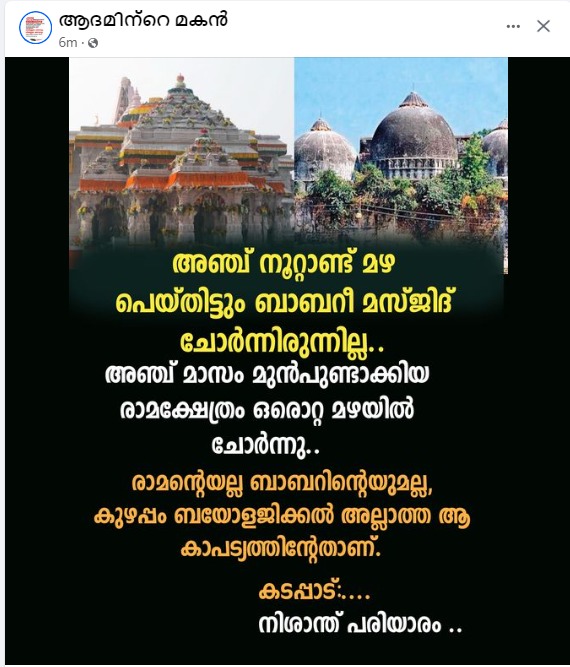 ആദമിന്റെ മകൻ
6m ·
അഞ്ച് നൂറ്റാണ്ട് മഴ
പെയ്തിട്ടും ബാബറീ മസ്ജിദ്
ചോർന്നിരുന്നില്ല..
അഞ്ച് മാസം മുൻപുണ്ടാക്കിയ
രാമക്ഷേത്രം ഒരൊറ്റ മഴയിൽ
ചോർന്നു..
രാമന്റെയല്ല ബാബറിന്റെയുമല്ല,
കുഴപ്പം ബയോളജിക്കൽ അല്ലാത്ത ആ
കാപട്യത്തിന്റേതാണ്.
കടപ്പാട്:....
നിശാന്ത് പരിയാരം ..